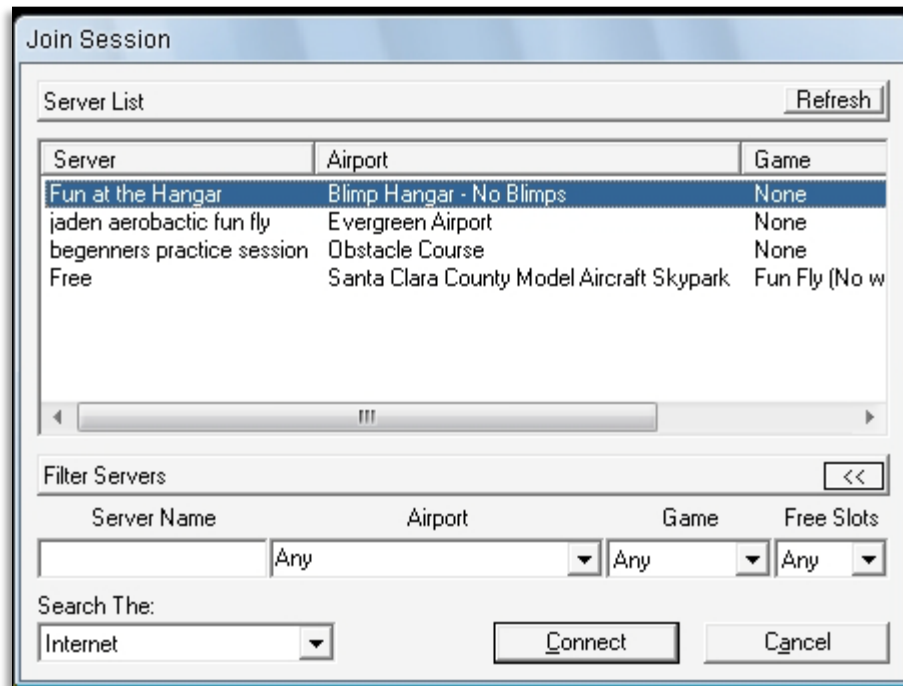 Join Session
Server List Refresh
Server Airport Game
Fun at the Hangar Blimp Hangar - No Blimps None
jaden aerobactic fun fly Evergreen Airport None
begenners practice session Obstacle Course None
Free Santa Clara County Model Aircraft Skypark Fun Fly (No w
Filter Servers <<
Server Name Airport Game Free Slots
Any Any Any
Search The:
Internet Connect Cancel